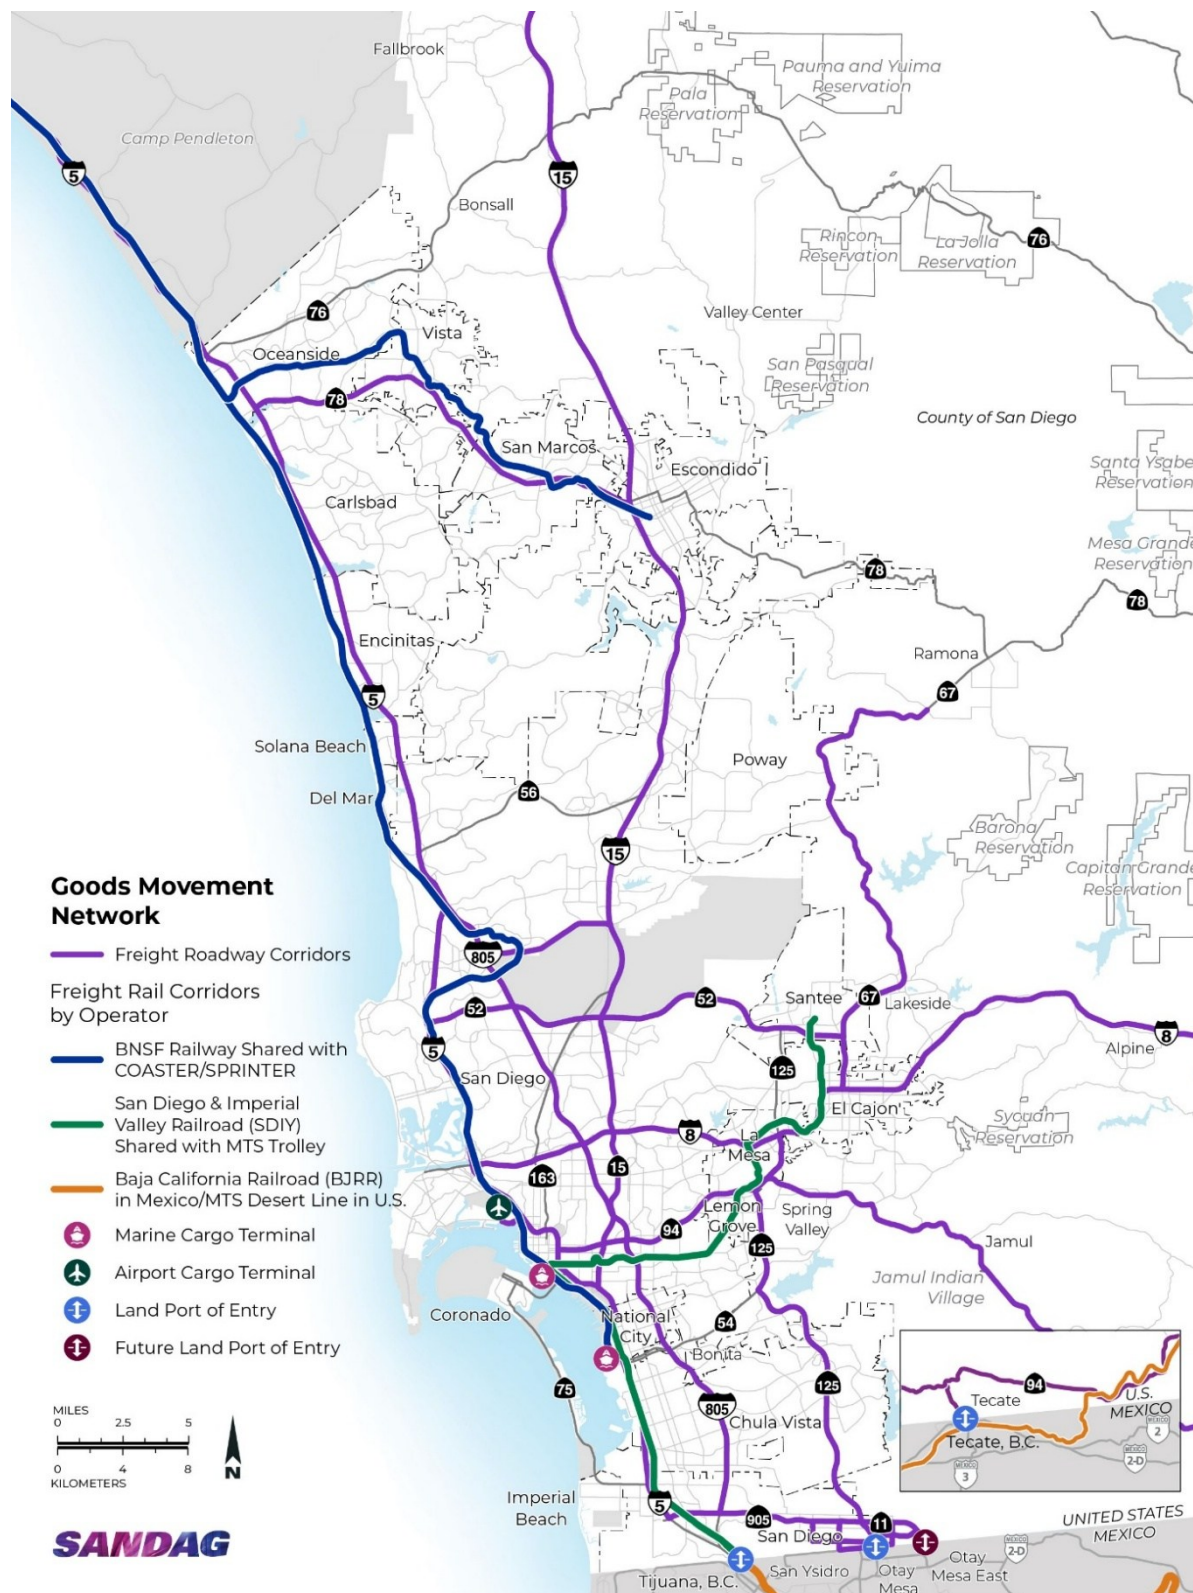 Fallbrook
Pauma and Yuima
Reservation
Pala
Reservation
Camp Pendleton
5
15
Bonsall
Rincon
Reservation
La Jolla
Reservation
76
76
Valley Center
Vista
Oceanside
San Pasqual
Reservation
78
County of San Diego
San Marcos
Escondido
Santa Ysabe
Reservation
Carlsbad
Mesa Grande
Reservation
78
78
Encinitas
Ramona
67
5
Solana Beach
Poway
Del Mar
56
Barona
Reservation
15
Capitan Grande
Reservation
Goods Movement
Network
Freight Roadway Corridors
Freight Rail Corridors
by Operator
BNSF Railway Shared with
COASTER/SPRINTER
San Diego & Imperial
Valley Railroad (SDIY)
Shared with MTS Trolley
Baja California Railroad (BJRR)
in Mexico/MTS Desert Line in U.S.
Marine Cargo Terminal
Airport Cargo Terminal
Land Port of Entry
Future Land Port of Entry
805
52
52
Santee
67
Lakeside
5
8
Alpine
San Diego
125
El Cajon
Sycuan
Reservation
8
La
Mesa
163
15
Lemon
Grove
Spring
Valley
94
125
Jamul
Jamul Indian
Village
Coronado
National
City
54
Bonita
75
125
805
Chula Vista
94
Tecate
U.S.
MEXICO
Tecate, B.C.
MEXICO
2
MEXICO
2-D
MEXICO
3
MILES
0 2.5 5
0 4 8
KILOMETERS
N
Imperial
Beach
5
905
San Diego
11
UNITED STATES
MEXICO
MEXICO
2-D
SANDAG
Tijuana, B.C.
San Ysidro
Otay
Mesa
Otay
Mesa East